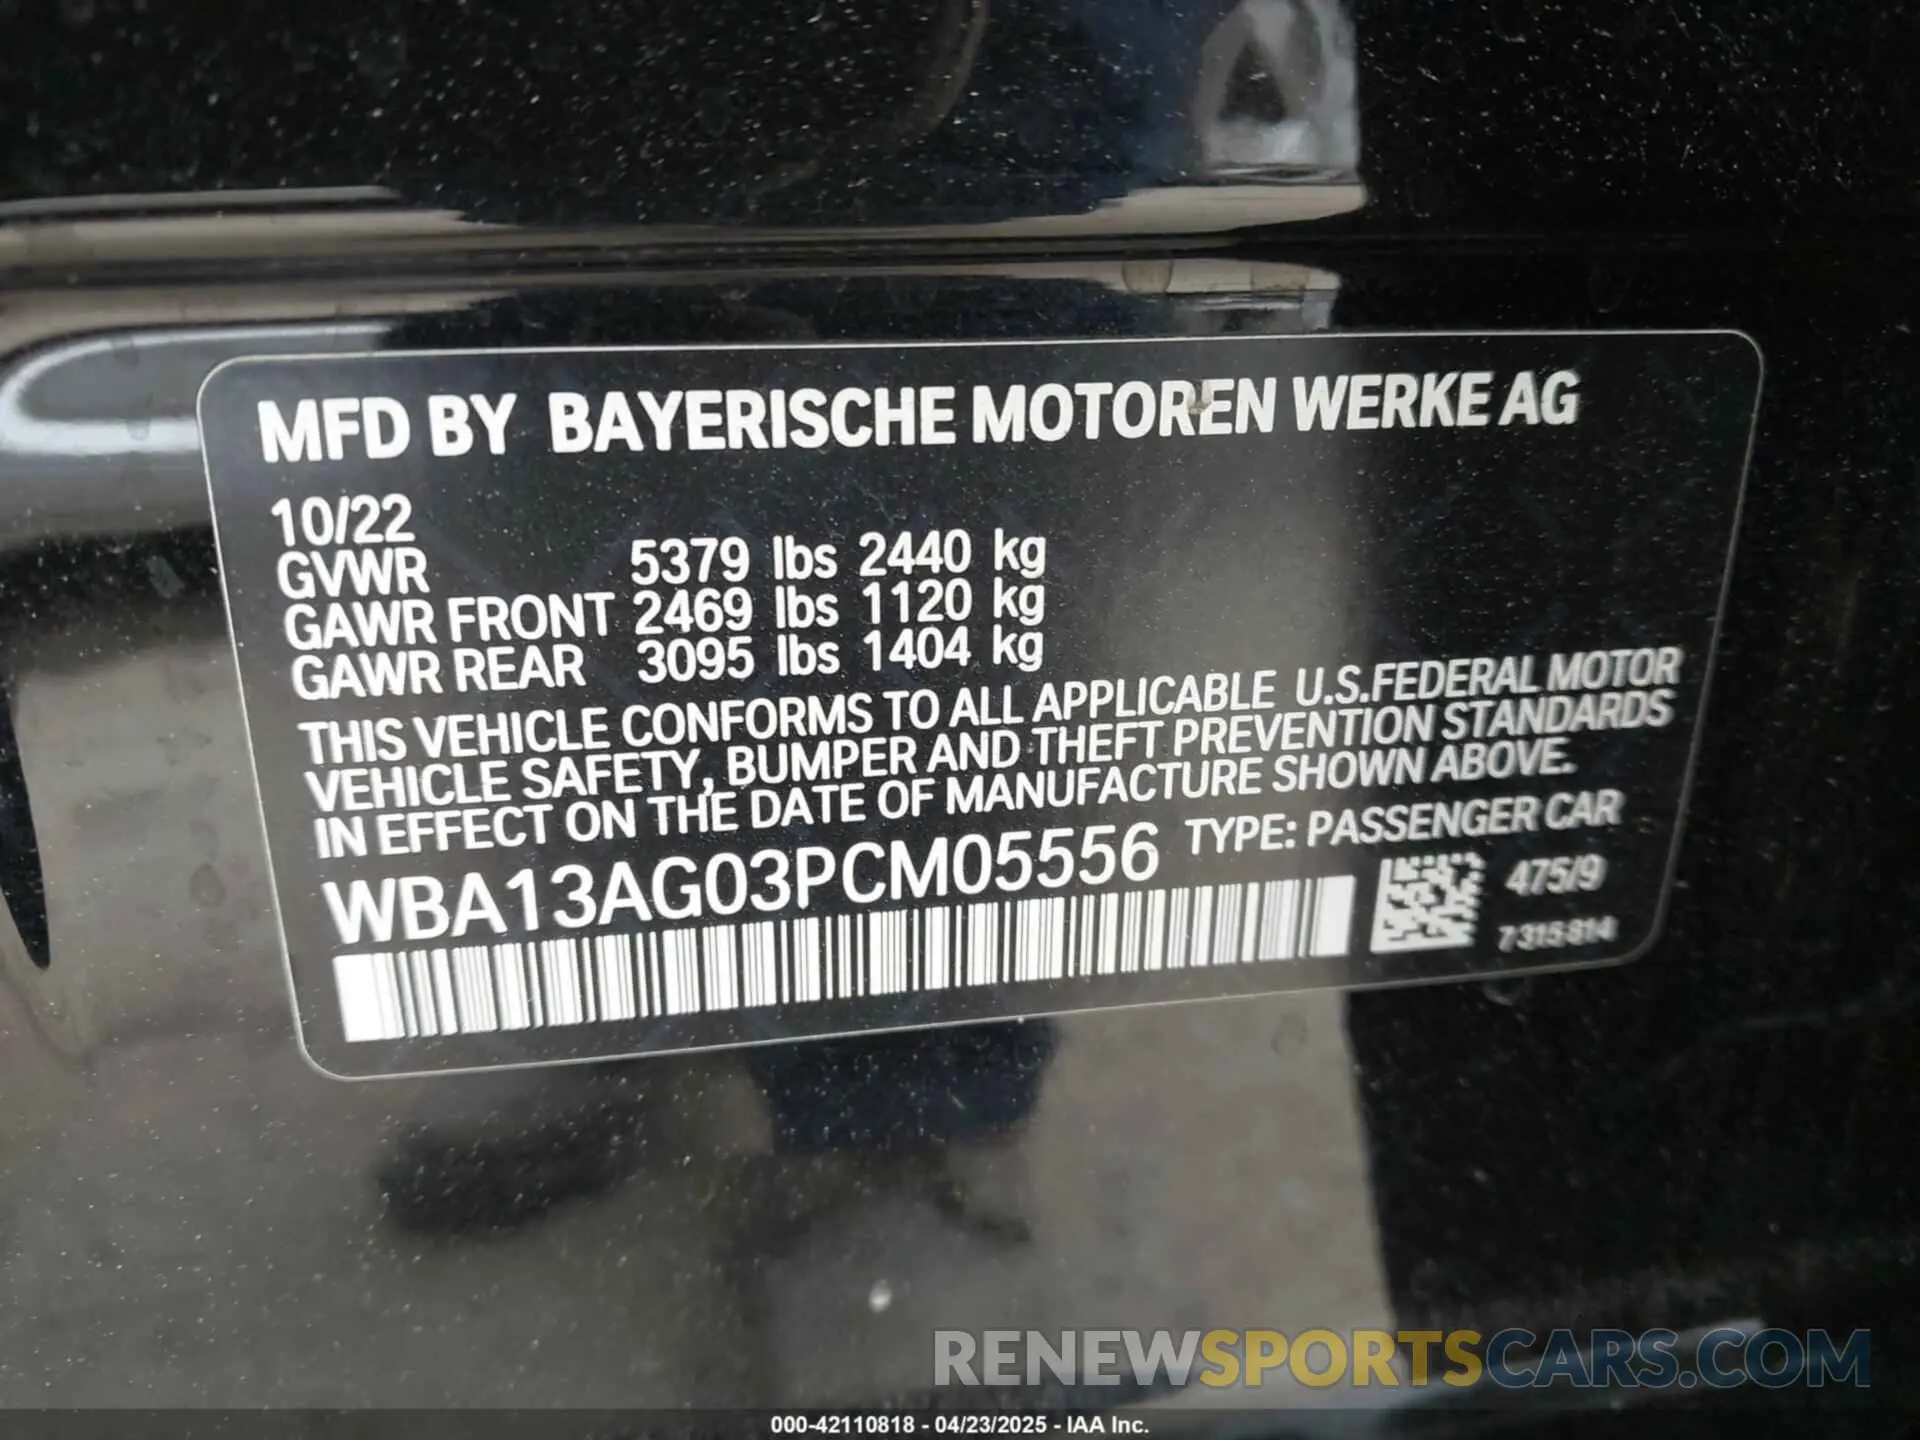 MFD BY BAYERISCHE MOTOREN WERKE AG
10/22
GVWR 5379 lbs 2440 kg
GAWR FRONT 2469 lbs 1120 kg
GAWR REAR 3095 lbs 1404 kg
THIS VEHICLE CONFORMS TO ALL APPLICABLE U.S.FEDERAL MOTOR
VEHICLE SAFETY, BUMPER AND THEFT PREVENTION STANDARDS
IN EFFECT ON THE DATE OF MANUFACTURE SHOWN ABOVE.
WBA13AG03PCM05556 TYPE: PASSENGER CAR
475/9
7315814
RENEWSPORTSCARS.COM
000-42110818 - 04/23/2025 - IAA Inc.